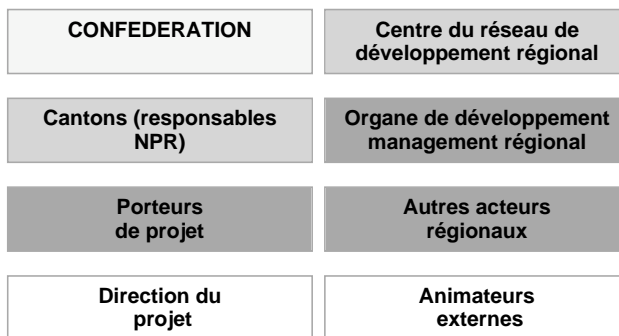 CONFEDERATION
Centre du réseau de
développement régional
Cantons (responsables
NPR)
Organe de développement
management régional
Porteurs
de projet
Autres acteurs
régionaux
Direction du
projet
Animateurs
externes